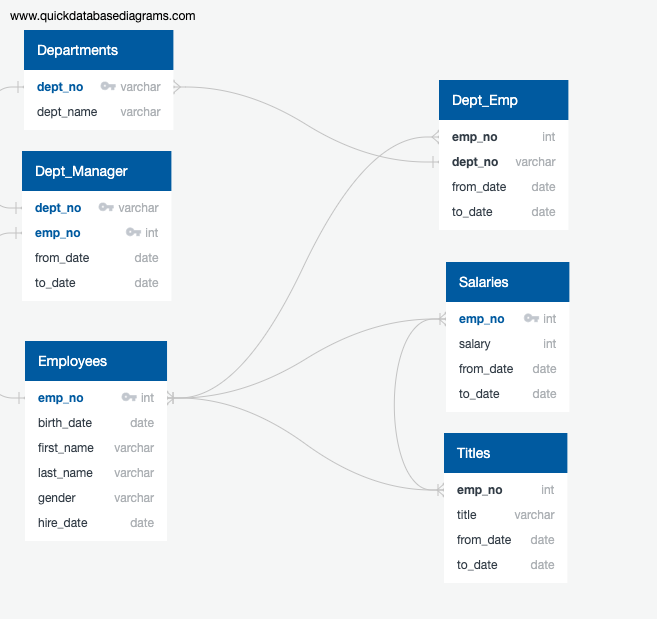 www.quickdatabasediagrams.com
Departments
dept_no varchar
dept_name varchar
Dept_Manager
dept_no varchar
emp_no int
from_date date
to_date date
Employees
emp_no int
birth_date date
first_name varchar
last_name varchar
gender varchar
hire_date date
Dept_Emp
emp_no int
dept_no varchar
from_date date
to_date date
Salaries
emp_no int
salary int
from_date date
to_date date
Titles
emp_no int
title varchar
from_date date
to_date date